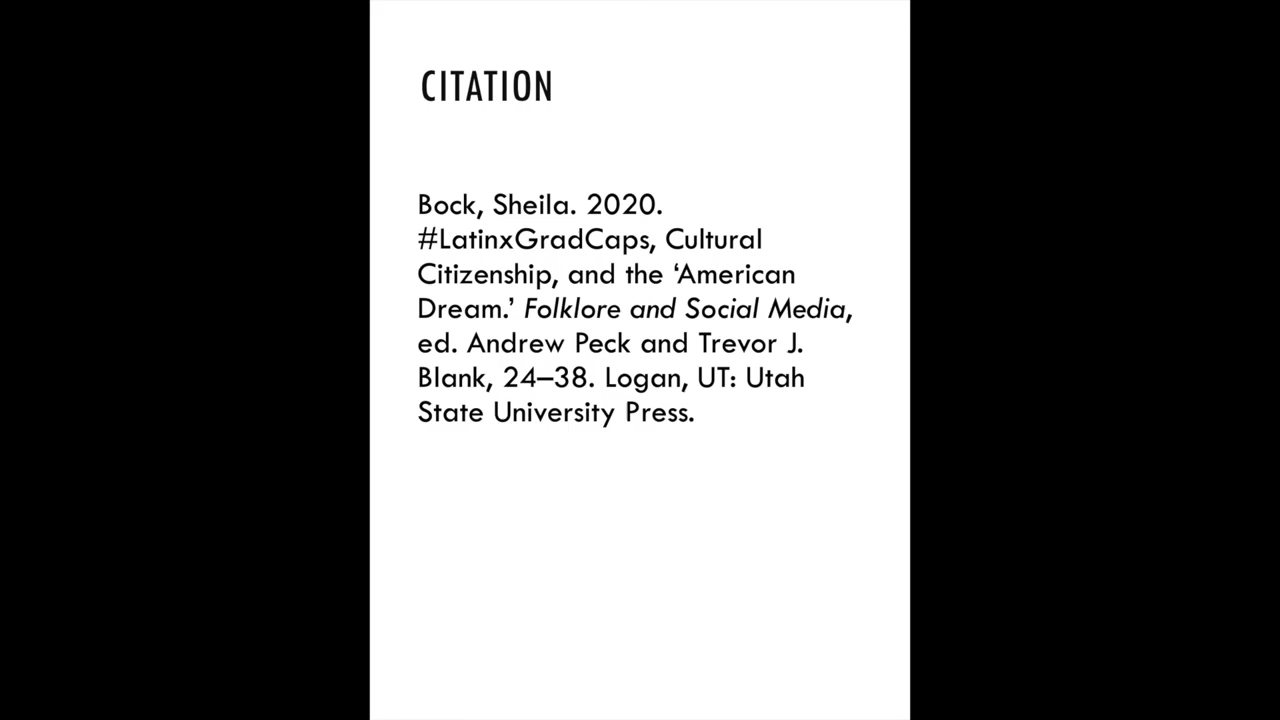 CITATION
Bock, Sheila. 2020.
#LatinxGradCaps, Cultural
Citizenship, and the ‘American
Dream.’ Folklore and Social Media,
ed. Andrew Peck and Trevor J.
Blank, 24–38. Logan, UT: Utah
State University Press.